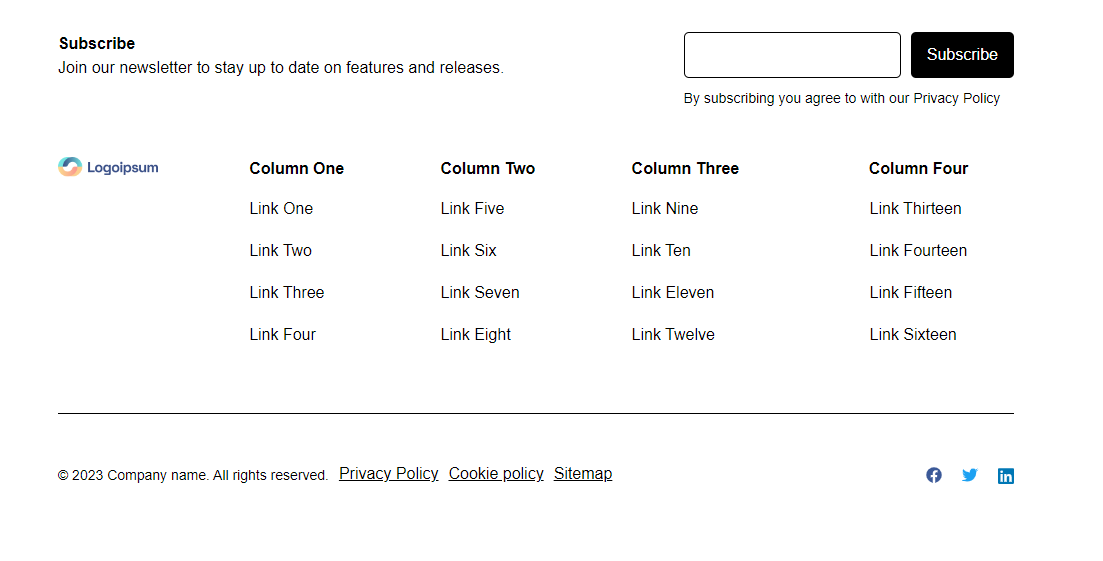 Subscribe
Join our newsletter to stay up to date on features and releases.
Subscribe
By subscribing you agree to with our Privacy Policy
Logoipsum
Column One
Link One
Link Two
Link Three
Link Four
Column Two
Link Five
Link Six
Link Seven
Link Eight
Column Three
Link Nine
Link Ten
Link Eleven
Link Twelve
Column Four
Link Thirteen
Link Fourteen
Link Fifteen
Link Sixteen
© 2023 Company name. All rights reserved. Privacy Policy Cookie policy Sitemap